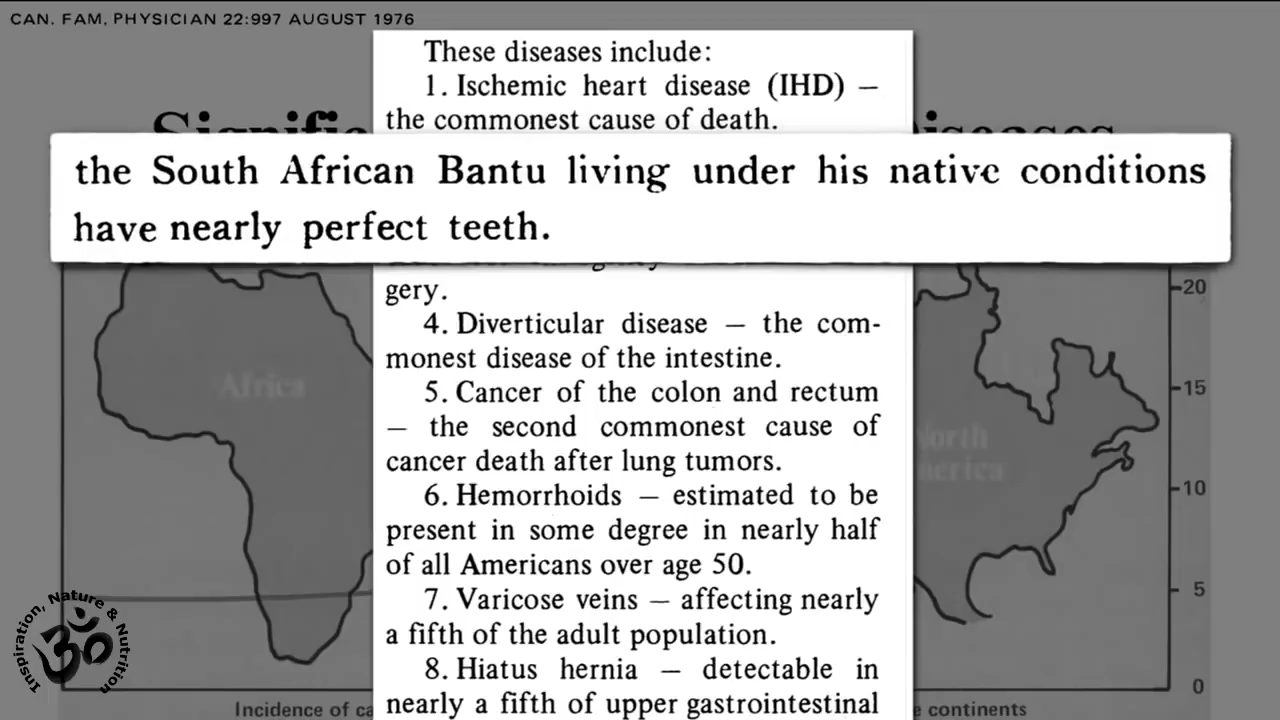 CAN. FAM, PHYSICIAN 22:997 AUGUST 1976
These diseases include:
1. Ischemic heart disease (IHD) —
the commonest cause of death.
the South African Bantu living under his native conditions
have nearly perfect teeth.
gery.
4. Diverticular disease — the com-
monest disease of the intestine.
5. Cancer of the colon and rectum
— the second commonest cause of
cancer death after lung tumors.
6. Hemorrhoids — estimated to be
present in some degree in nearly half
of all Americans over age 50.
7. Varicose veins — affecting nearly
a fifth of the adult population.
8. Hiatus hernia — detectable in
nearly a fifth of upper gastrointestinal
Africa
20
15
10
5
0
Incidence of
continents
Inspiration, Nature & Nutrition
ॐ